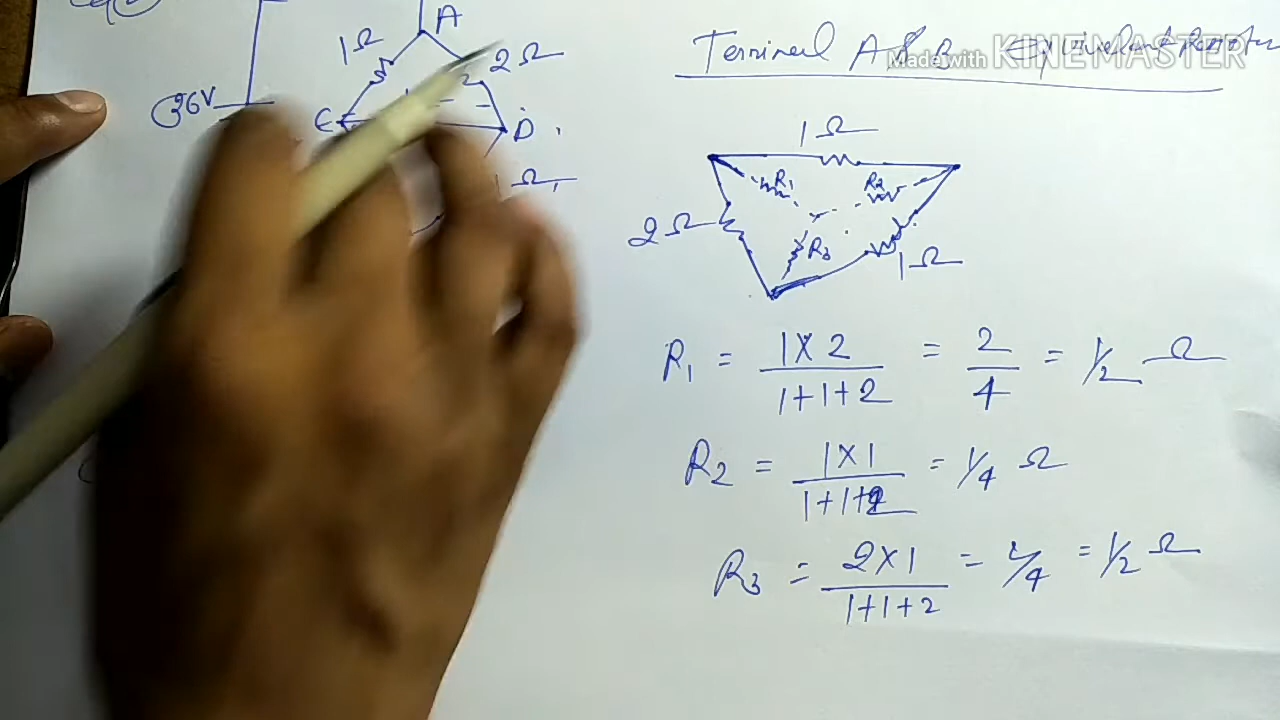 A
1Ω
2Ω
36V
C
D
1Ω
Terminal A & B Equivalent
Made with KINEMASTER
1Ω
R1
R2
2Ω
R3
1Ω
R1 = 1×2 / 1+1+2 = 2/4 = 1/2 Ω
R2 = 1×1 / 1+1+2 = 1/4 Ω
R3 = 2×1 / 1+1+2 = 2/4 = 1/2 Ω